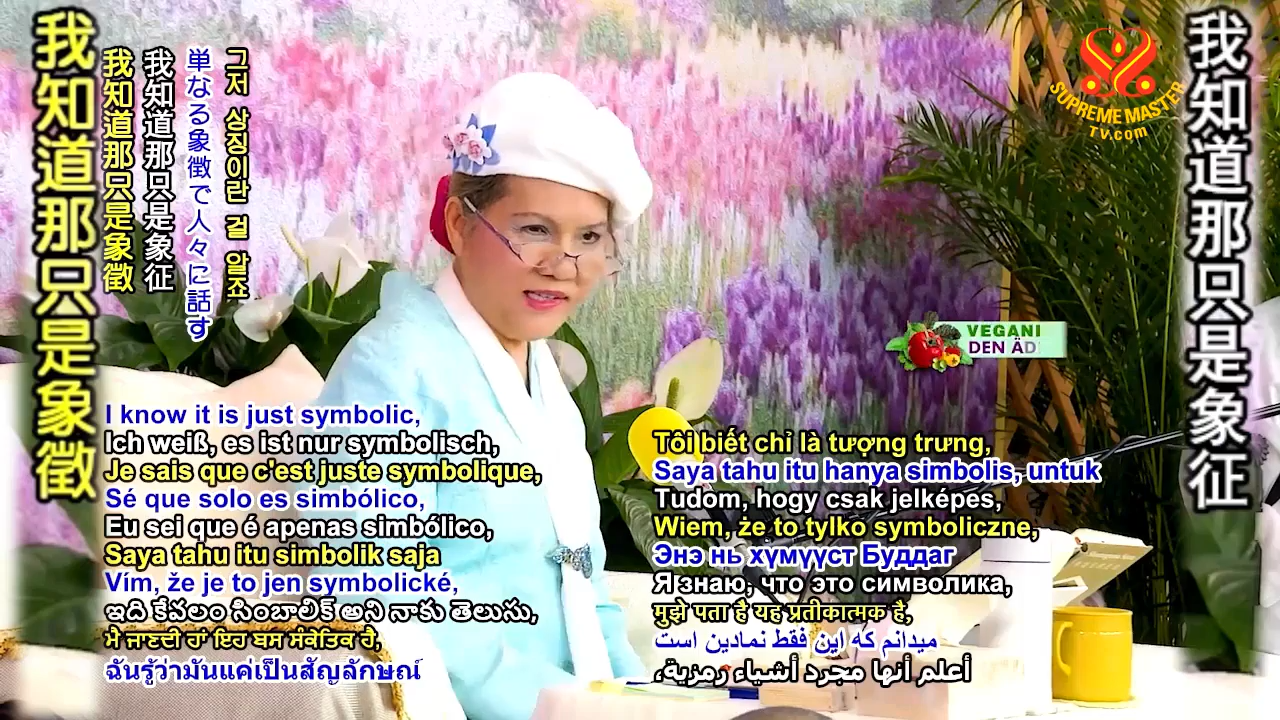 我知道那只是象徵
我知道那只是象徵
我知道那只是象征
単なる象徴で人々に話す
그저 상징이란 걸 알죠
SUPREME MASTER
TV.com
我知道那只是象征
VEGANI
DEN ÄD
I know it is just symbolic,
Ich weiß, es ist nur symbolisch,
Je sais que c'est juste symbolique,
Sé que solo es simbólico,
Eu sei que é apenas simbólico,
Saya tahu itu simbolik saja
Vím, že je to jen symbolické,
ఇది కేవలం సింబాలిక్ అని నాకు తెలుసు,
ਮੈ ਜਾਣਦੀ ਹਾਂ ਇਹ ਬਸ ਸੰਕੇਤਿਕ ਹੈ,
ฉันรู้ว่ามันแค่เป็นสัญลักษณ์
Tôi biết chỉ là tượng trưng,
Saya tahu itu hanya simbolis, untuk
Tudom, hogy csak jelképes,
Wiem, że to tylko symboliczne,
Энэ нь хүмүүст Буддаг
Я знаю, что это символика,
मुझे पता है यह प्रतीकात्मक है,
میدانم که این فقط نمادین است
أعلم أنها مجرد أشياء رمزية،